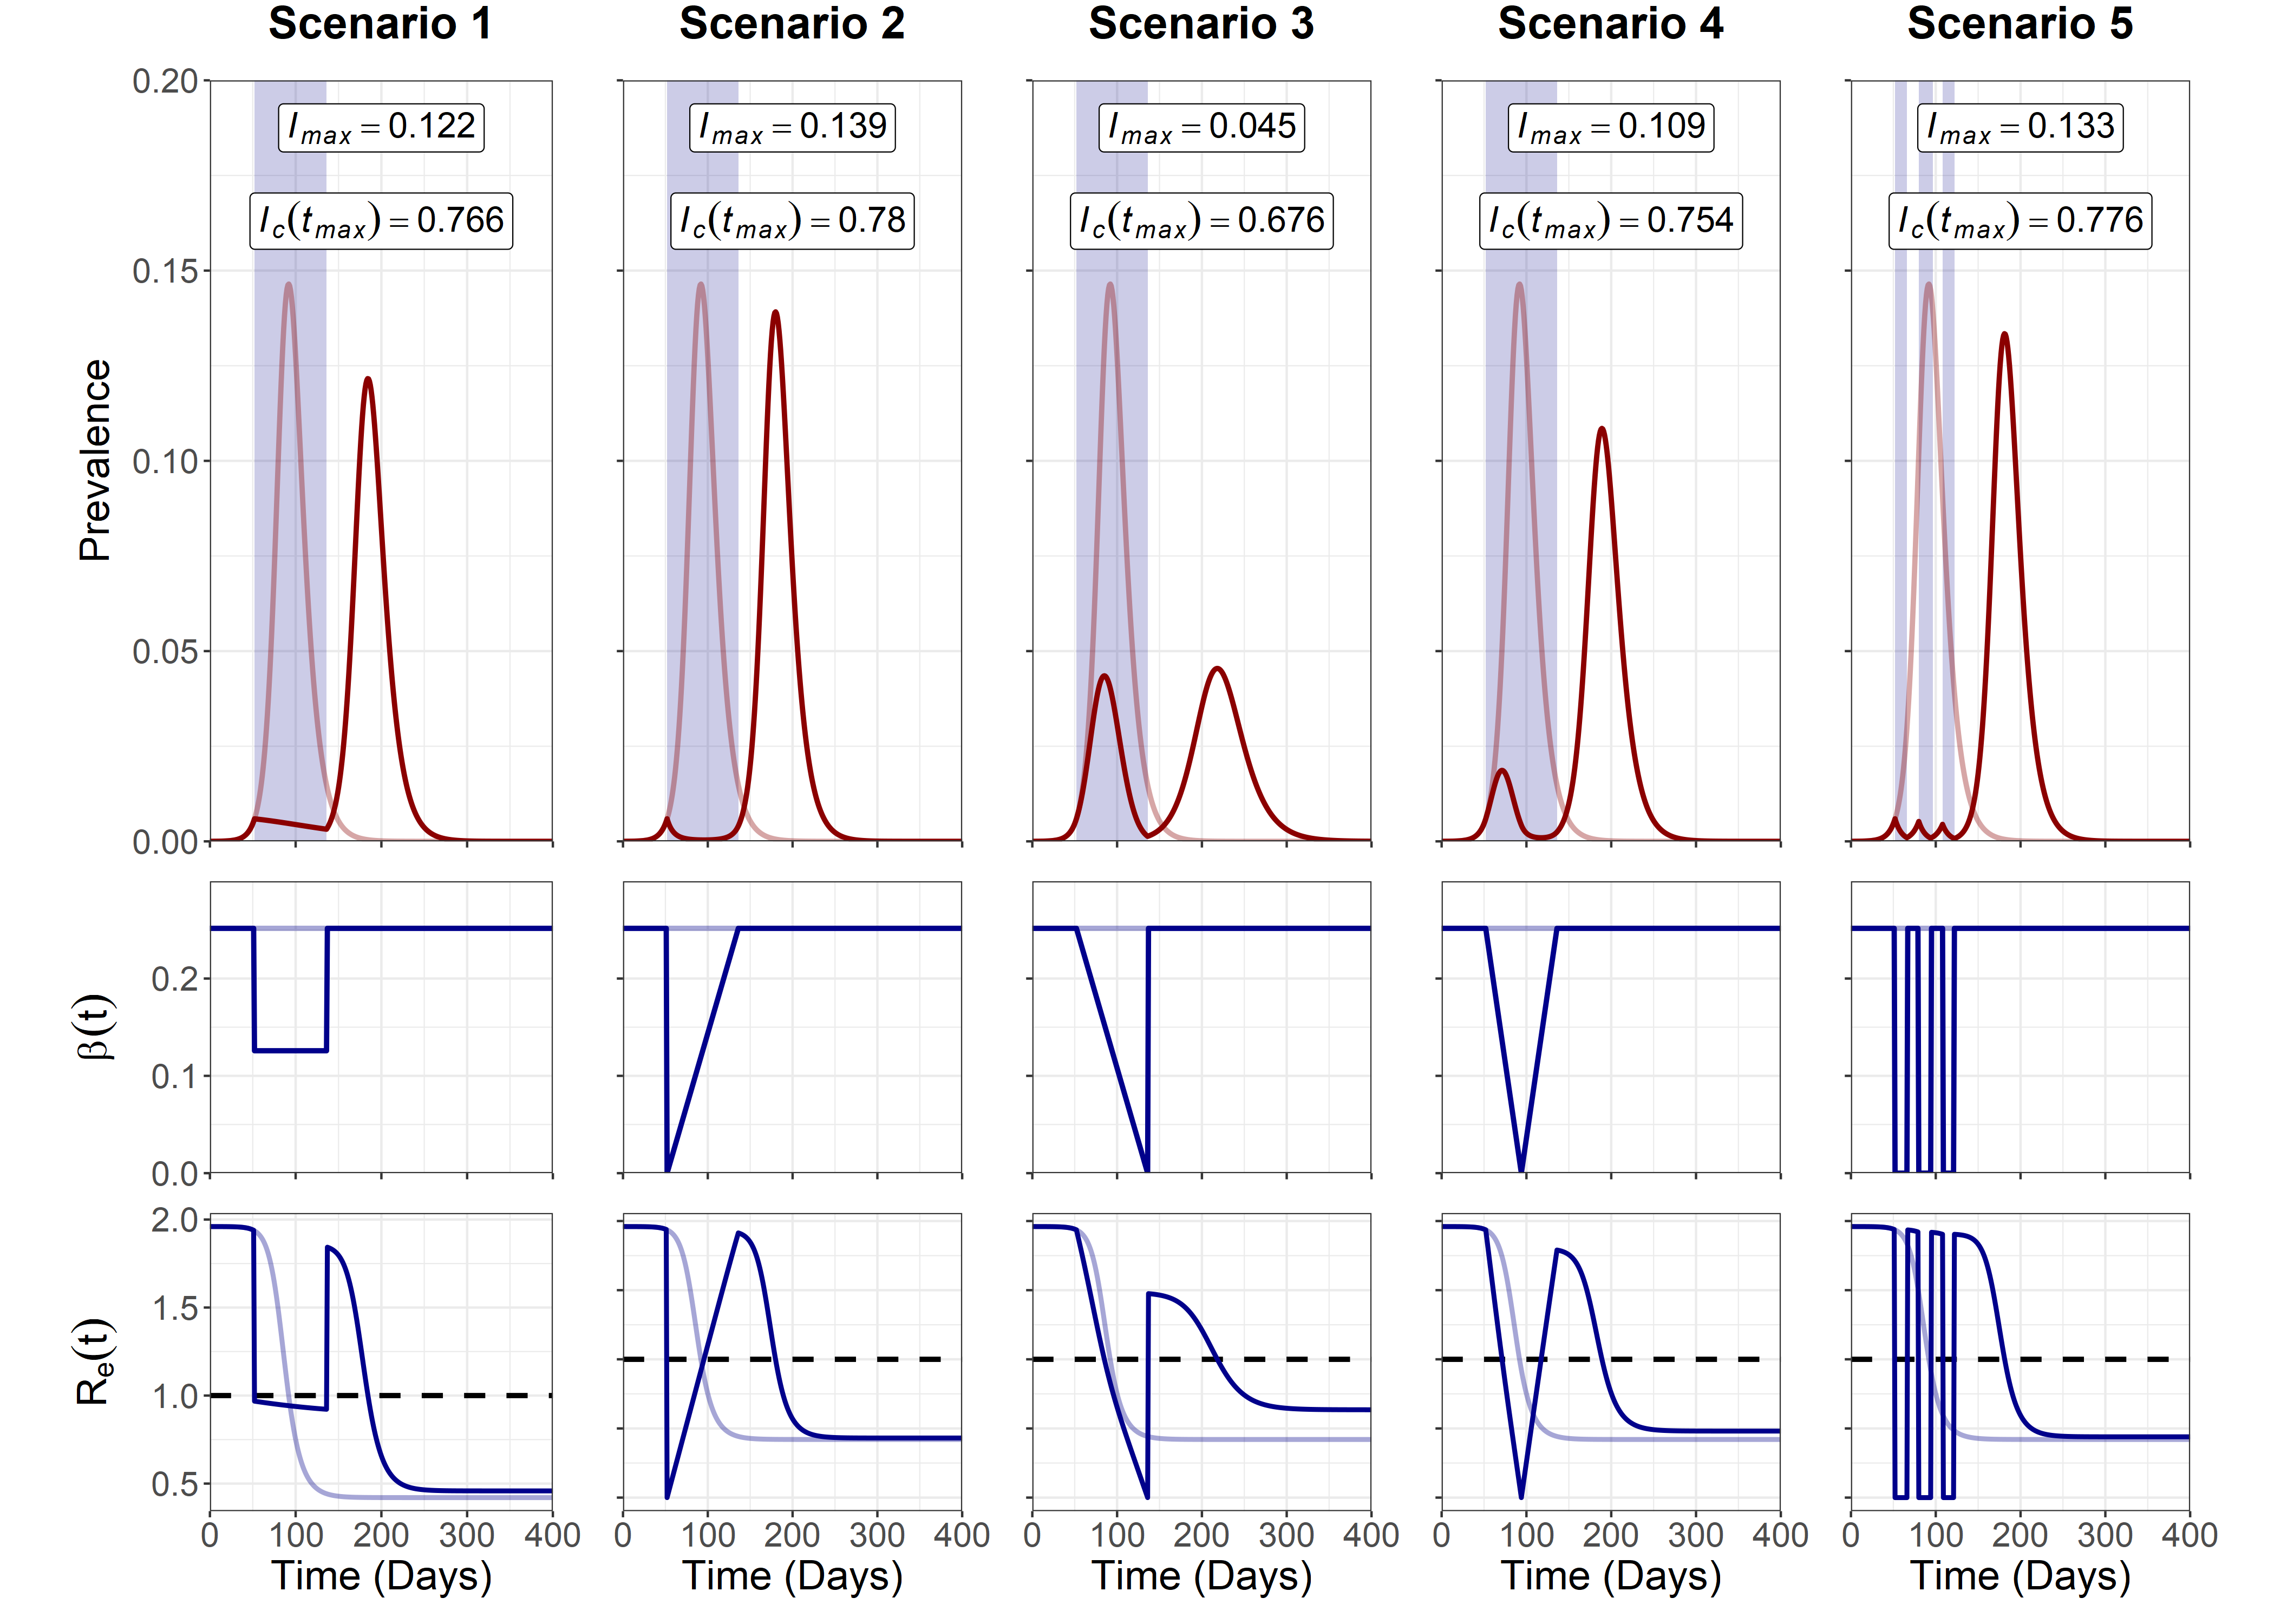 Scenario 1 Scenario 2 Scenario 3 Scenario 4 Scenario 5
0.20
I_max = 0.122 I_max = 0.139 I_max = 0.045 I_max = 0.109 I_max = 0.133
I_c(t_max) = 0.766 I_c(t_max) = 0.78 I_c(t_max) = 0.676 I_c(t_max) = 0.754 I_c(t_max) = 0.776
0.15
0.10
0.05
0.00
Prevalence
0.2
0.1
0.0
β(t)
2.0
1.5
1.0
0.5
R_e(t)
0 100 200 300 400 0 100 200 300 400 0 100 200 300 400 0 100 200 300 400 0 100 200 300 400
Time (Days) Time (Days) Time (Days) Time (Days) Time (Days)